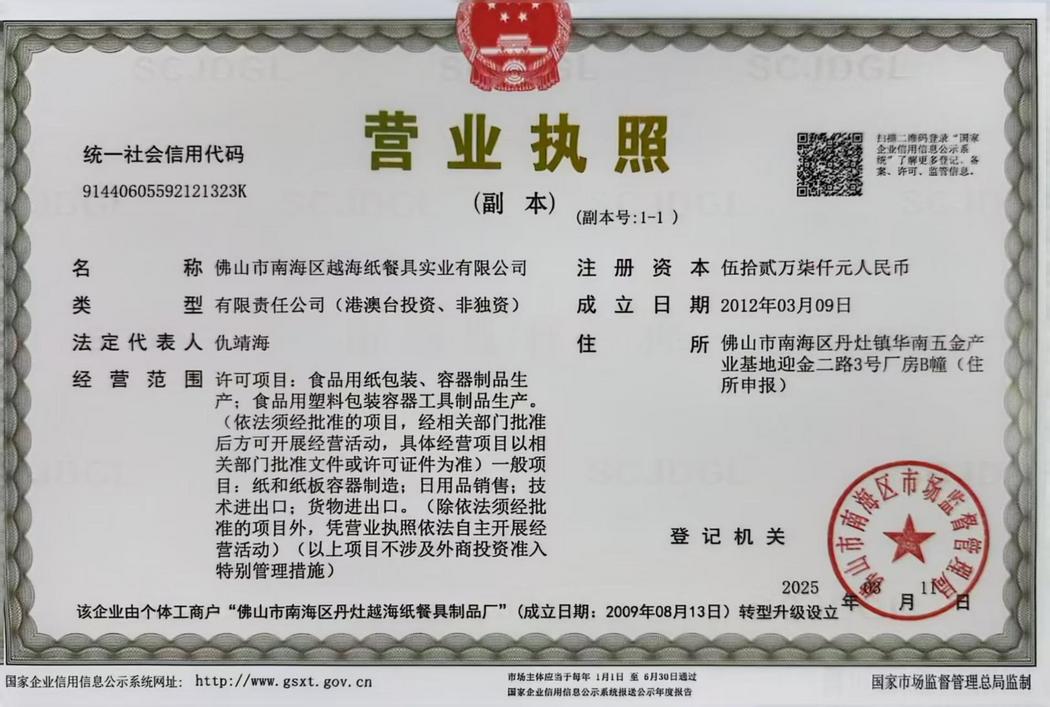 营业执照
(副 本)
(副本号:1-1 )
统一社会信用代码
91440605592121323K
扫描二维码登录“国家
企业信用信息公示系
统”了解更多登记、备
案、许可、监管信息。
名 称 佛山市南海区越海纸餐具实业有限公司
类 型 有限责任公司（港澳台投资、非独资）
法定代表人 仇靖海
经营范围 许可项目：食品用纸包装、容器制品生
产；食品用塑料包装容器工具制品生产。
（依法须经批准的项目，经相关部门批准
后方可开展经营活动，具体经营项目以相
关部门批准文件或许可证件为准）一般项
目：纸和纸板容器制造；日用品销售；技
术进出口；货物进出口。（除依法须经批
准的项目外，凭营业执照依法自主开展经
营活动）（以上项目不涉及外商投资准入
特别管理措施）
注册资本 伍拾贰万柒仟元人民币
成立日期 2012年03月09日
住 所 佛山市南海区丹灶镇华南五金产
业基地迎金二路3号厂房B幢（住
所申报）
登记机关
佛山市南海区市场监督管理局
2025 年 03 月 11 日
该企业由个体工商户“佛山市南海区丹灶越海纸餐具制品厂”（成立日期：2009年08月13日）转型升级设立
国家企业信用信息公示系统网址：http://www.gsxt.gov.cn
市场主体应当于每年 1月1日 至 6月30日通过
国家企业信用信息公示系统报送公示年度报告
国家市场监督管理总局监制
SCJDGL